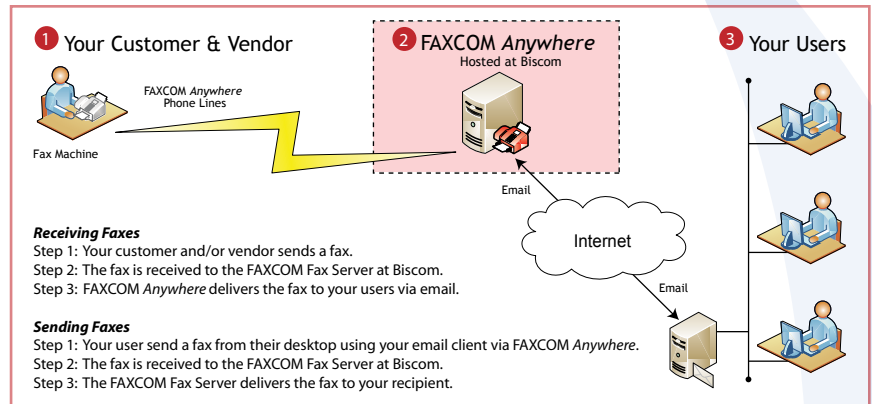 1 Your Customer & Vendor
2 FAXCOM Anywhere
Hosted at Biscom
3 Your Users
FAXCOM Anywhere
Phone Lines
Fax Machine
Email
Internet
Email
Receiving Faxes
Step 1: Your customer and/or vendor sends a fax.
Step 2: The fax is received to the FAXCOM Fax Server at Biscom.
Step 3: FAXCOM Anywhere delivers the fax to your users via email.
Sending Faxes
Step 1: Your user send a fax from their desktop using your email client via FAXCOM Anywhere.
Step 2: The fax is received to the FAXCOM Fax Server at Biscom.
Step 3: The FAXCOM Fax Server delivers the fax to your recipient.